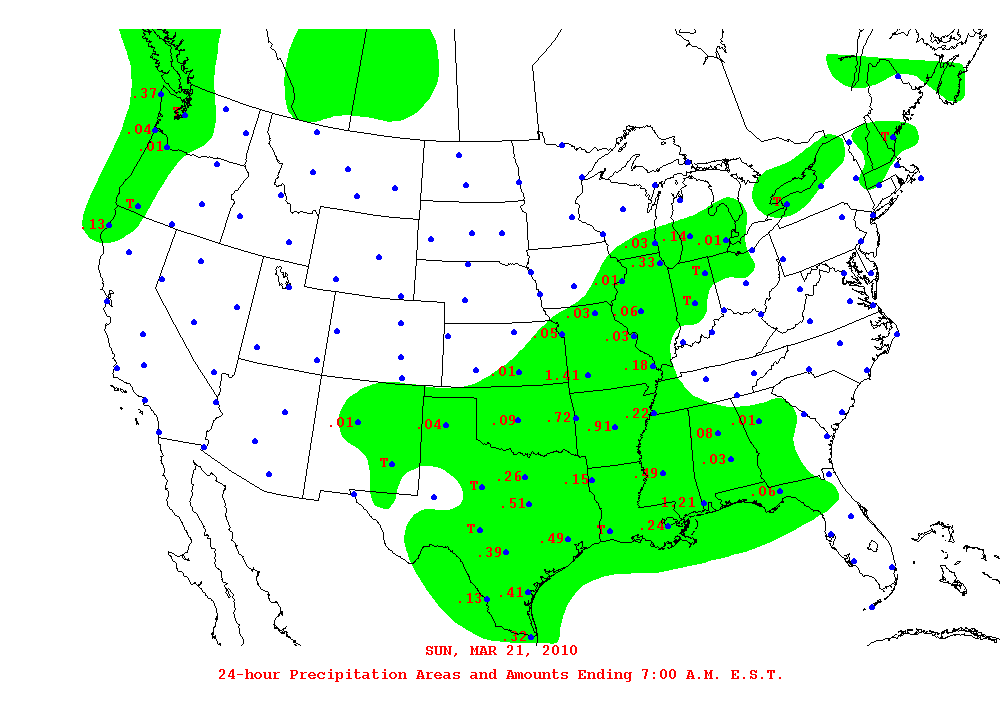 .37
.04
.01
T
.13
T
T
.03 .14 .01
.33
T
.01
T
.03 .06
.05 .03
.01 1.41 .18
.01 .04 .09 .72 .91 .22 .01
.08
.03
T
T .26 .15 .49
.51 1.21 .06
T .49 T .24
.39
.13 .41
.32
SUN, MAR 21, 2010
24-hour Precipitation Areas and Amounts Ending 7:00 A.M. E.S.T.